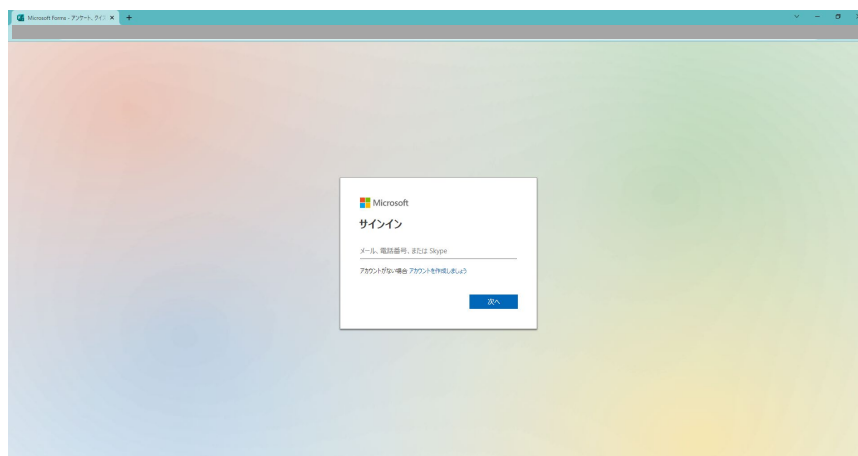 Microsoft Forms - アンケート、クイ
Microsoft
サインイン
メール、電話番号、または Skype
アカウントがない場合 アカウントを作成しましょう
次へ